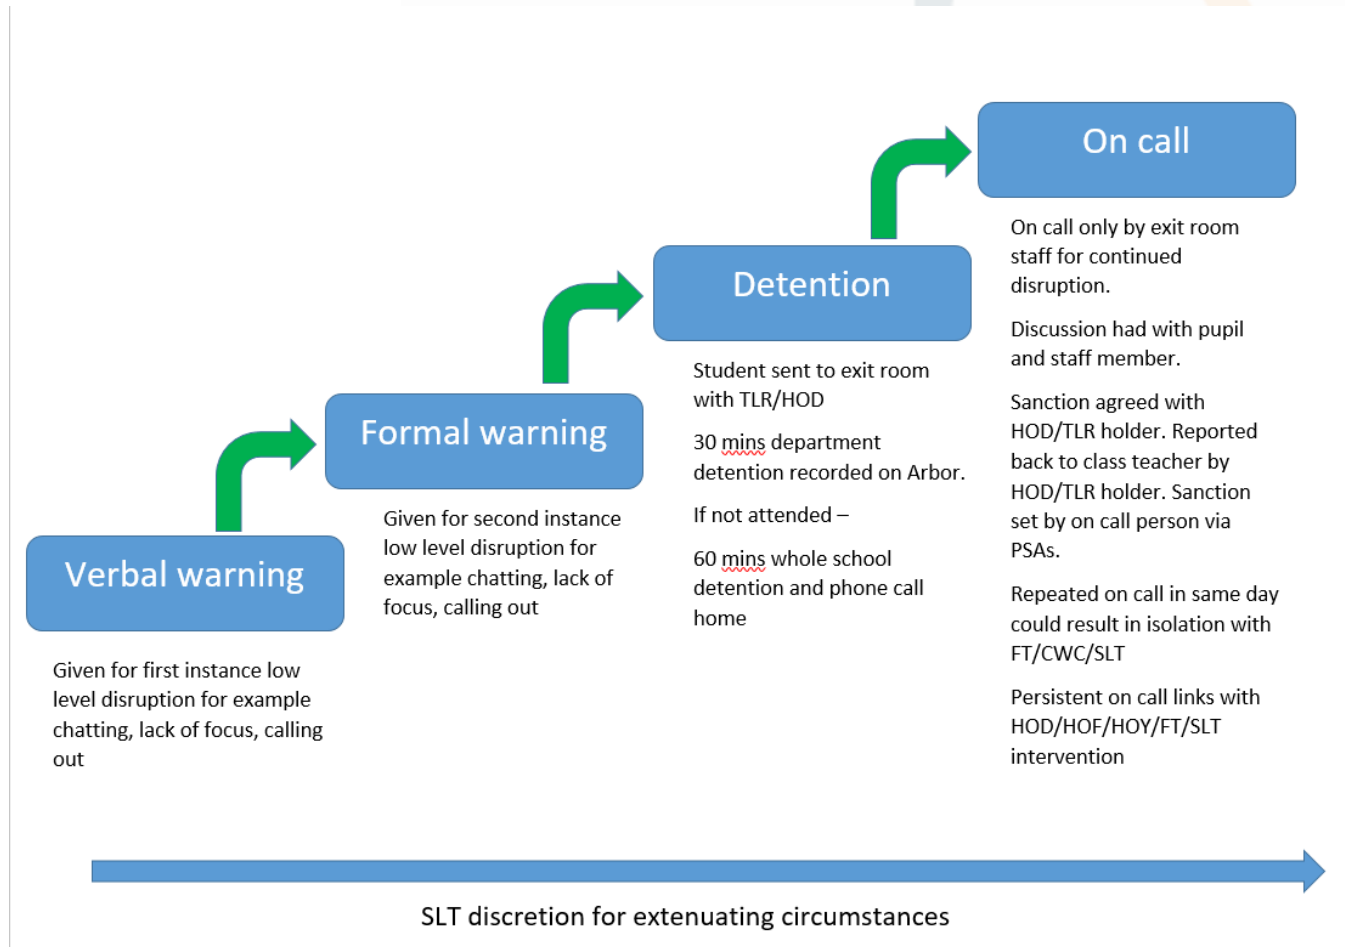 Verbal warning
Given for first instance low
level disruption for example
chatting, lack of focus, calling
out
Formal warning
Given for second instance
low level disruption for
example chatting, lack of
focus, calling out
Detention
Student sent to exit room
with TLR/HOD
30 mins department
detention recorded on Arbor.
If not attended –
60 mins whole school
detention and phone call
home
On call
On call only by exit room
staff for continued
disruption.
Discussion had with pupil
and staff member.
Sanction agreed with
HOD/TLR holder. Reported
back to class teacher by
HOD/TLR holder. Sanction
set by on call person via
PSAs.
Repeated on call in same day
could result in isolation with
FT/CWC/SLT
Persistent on call links with
HOD/HOF/HOY/FT/SLT
intervention
SLT discretion for extenuating circumstances